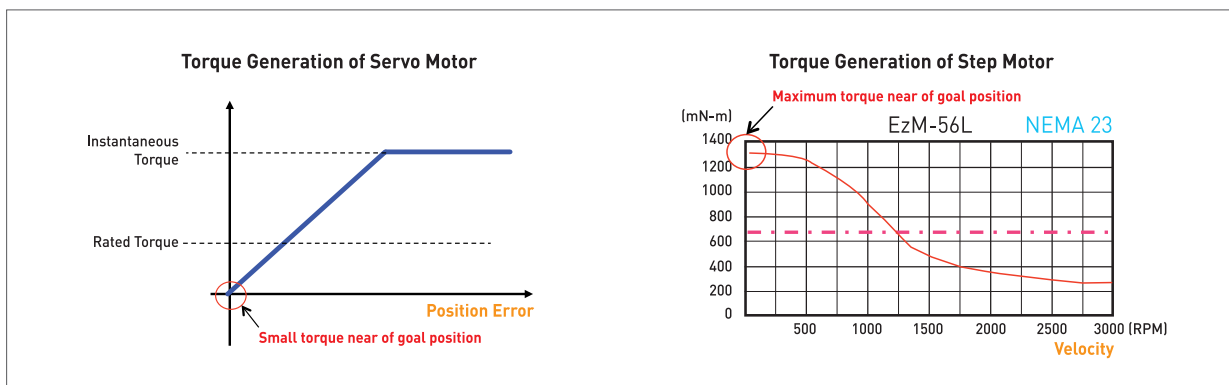 Torque Generation of Servo Motor
Instantaneous
Torque
Rated Torque
Position Error
Small torque near of goal position
Torque Generation of Step Motor
Maximum torque near of goal position
(mN-m)
EzM-56L
NEMA 23
1400
1200
1000
800
600
400
200
0
500
1000
1500
2000
2500
3000 (RPM)
Velocity